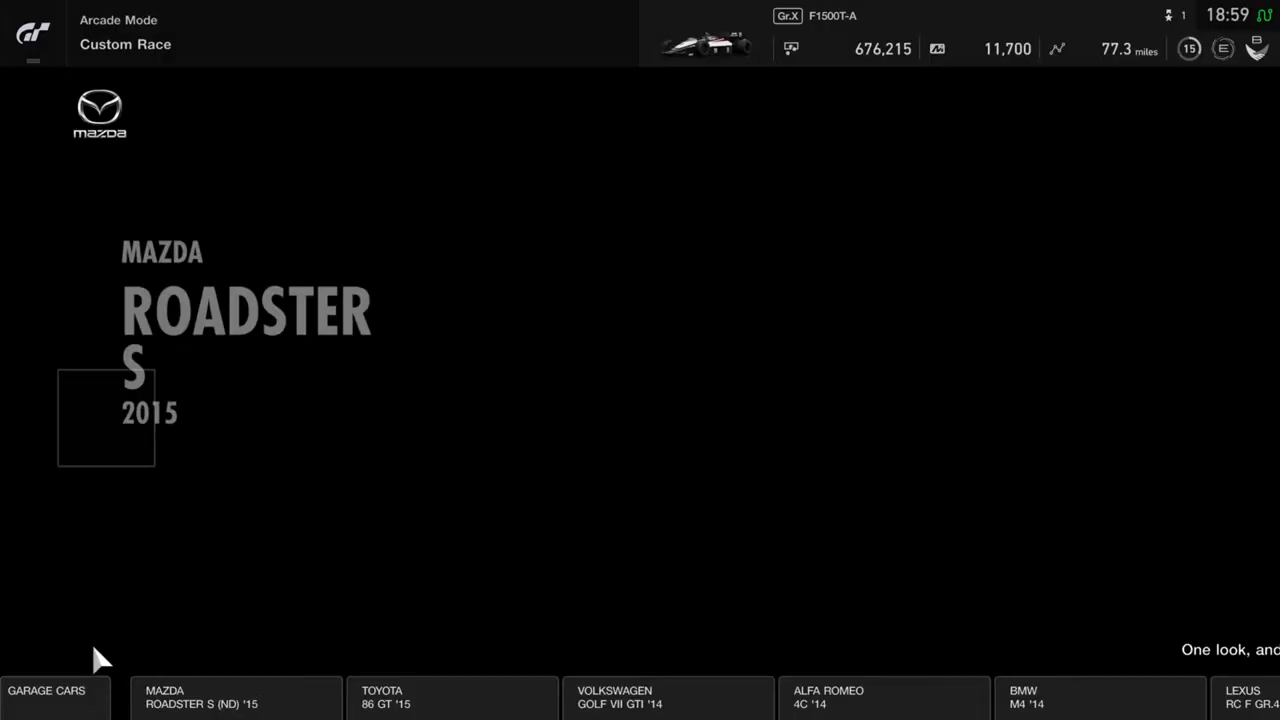 Arcade Mode
Custom Race
Gr.X F1500T-A
1 18:59
676,215 11,700 77.3 miles 15 E B
mazda
MAZDA
ROADSTER
S
2015
One look, and
GARAGE CARS
MAZDA
ROADSTER S (ND) '15
TOYOTA
86 GT '15
VOLKSWAGEN
GOLF VII GTI '14
ALFA ROMEO
4C '14
BMW
M4 '14
LEXUS
RC F GR.4